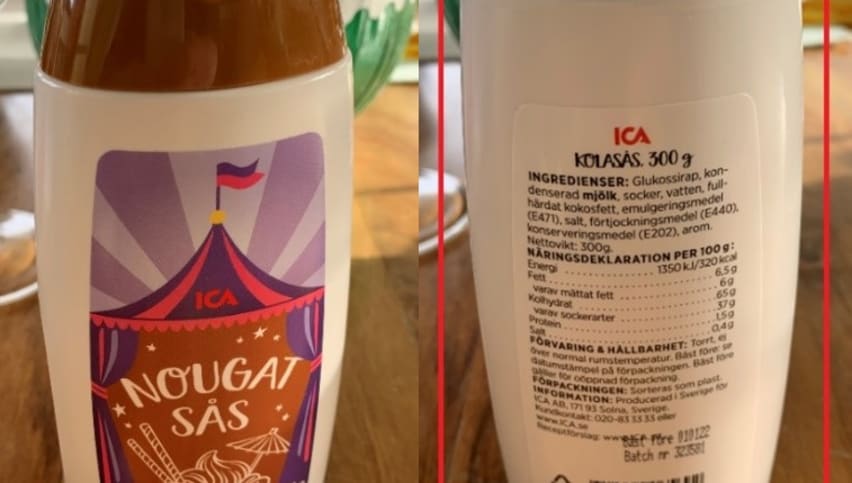 ICA
NOUGAT
SÅS
ICA
KOLASÅS. 300 g
INGREDIENSER: Glukossirap, kon-
denserad mjölk, socker, vatten, full-
härdat kokosfett, emulgeringsmedel
(E471), salt, förtjockningsmedel (E440),
konserveringsmedel (E202), arom.
Nettovikt: 300g.
NÄRINGSDEKLARATION PER 100 g:
Energi ............ 1350 kJ/320 kcal
Fett ............ 6,5g
varav mättat fett ............ 6g
Kolhydrat ............ 65g
varav sockerarter ............ 37g
Protein ............ 1,5g
Salt ............ 0,4g
FÖRVARING & HÅLLBARHET: Torrt, ej
över normal rumstemperatur. Bäst före: se
datumstämpel på förpackningen. Bäst före
gäller för oöppnad förpackning.
FÖRPACKNING: Sorteras som plast.
INFORMATION: Producerad i Sverige för
ICA AB, 171 93 Solna, Sverige.
Kundkontakt: 020-83 33 33 eller
www.ICA.se
Receptförslag:
Bäst före 010122
Batch nr 323581